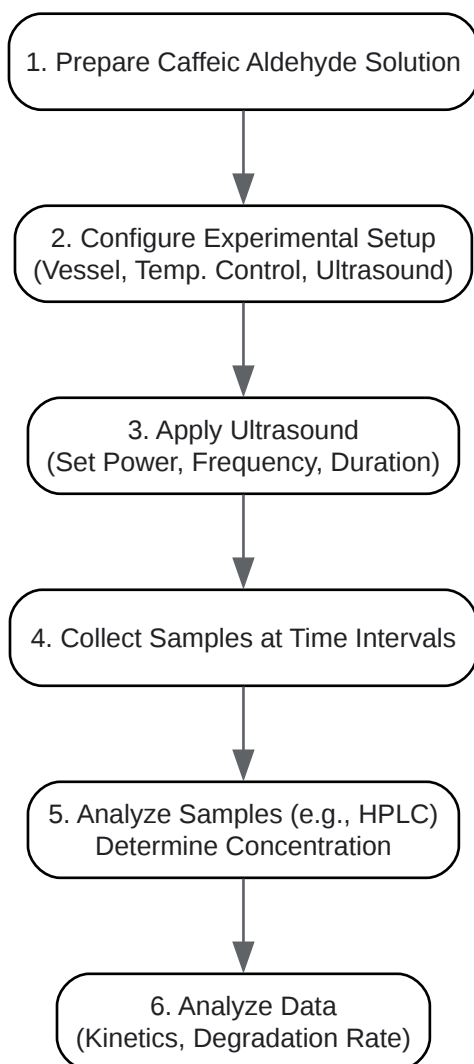 1. Prepare Caffeic Aldehyde Solution
2. Configure Experimental Setup
(Vessel, Temp. Control, Ultrasound)
3. Apply Ultrasound
(Set Power, Frequency, Duration)
4. Collect Samples at Time Intervals
5. Analyze Samples (e.g., HPLC)
Determine Concentration
6. Analyze Data
(Kinetics, Degradation Rate)